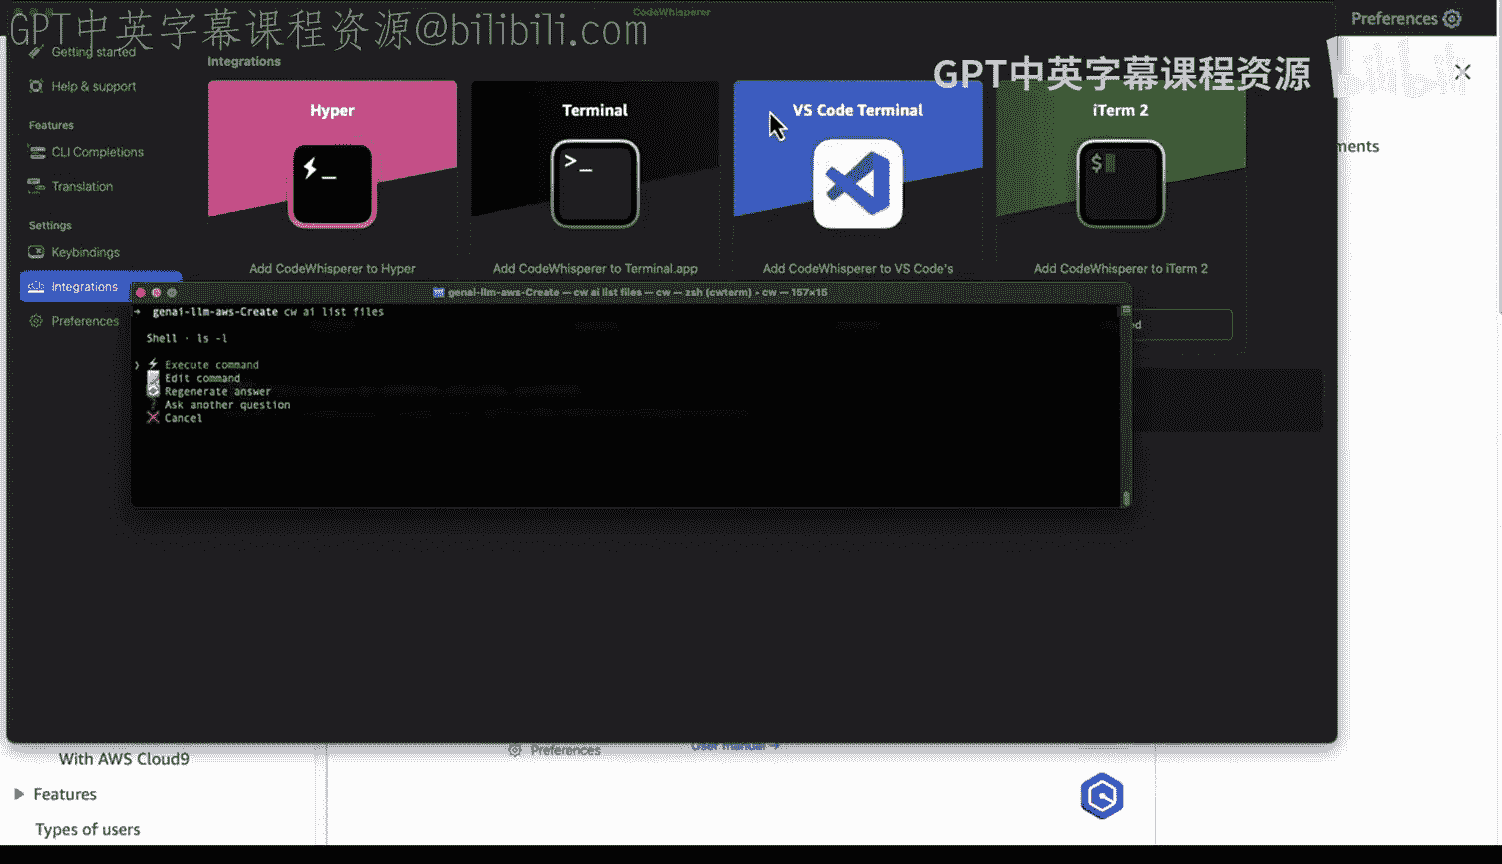 CodeWhisperer
GPT中英字幕课程资源@bilibili.com
Preferences
GPT中英字幕课程资源
bilibili
Getting started
Help & support
Features
CLI Completions
Translation
Settings
Keybindings
Integrations
Preferences
Integrations
Hyper
Terminal
VS Code Terminal
iTerm 2
>_
$
Add CodeWhisperer to Hyper
Add CodeWhisperer to Terminal.app
Add CodeWhisperer to VS Code's
Add CodeWhisperer to iTerm 2
ments
ed
genai-llm-aws-Create — cw ai list files — cw — zsh (cwterm) • cw — 157×15
→ genai-llm-aws-Create cw ai list files
Shell · ls -l
❯ ⚡ Execute command
Edit command
Regenerate answer
Ask another question
❌ Cancel
With AWS Cloud9
Features
Types of users
Preferences
User manual →